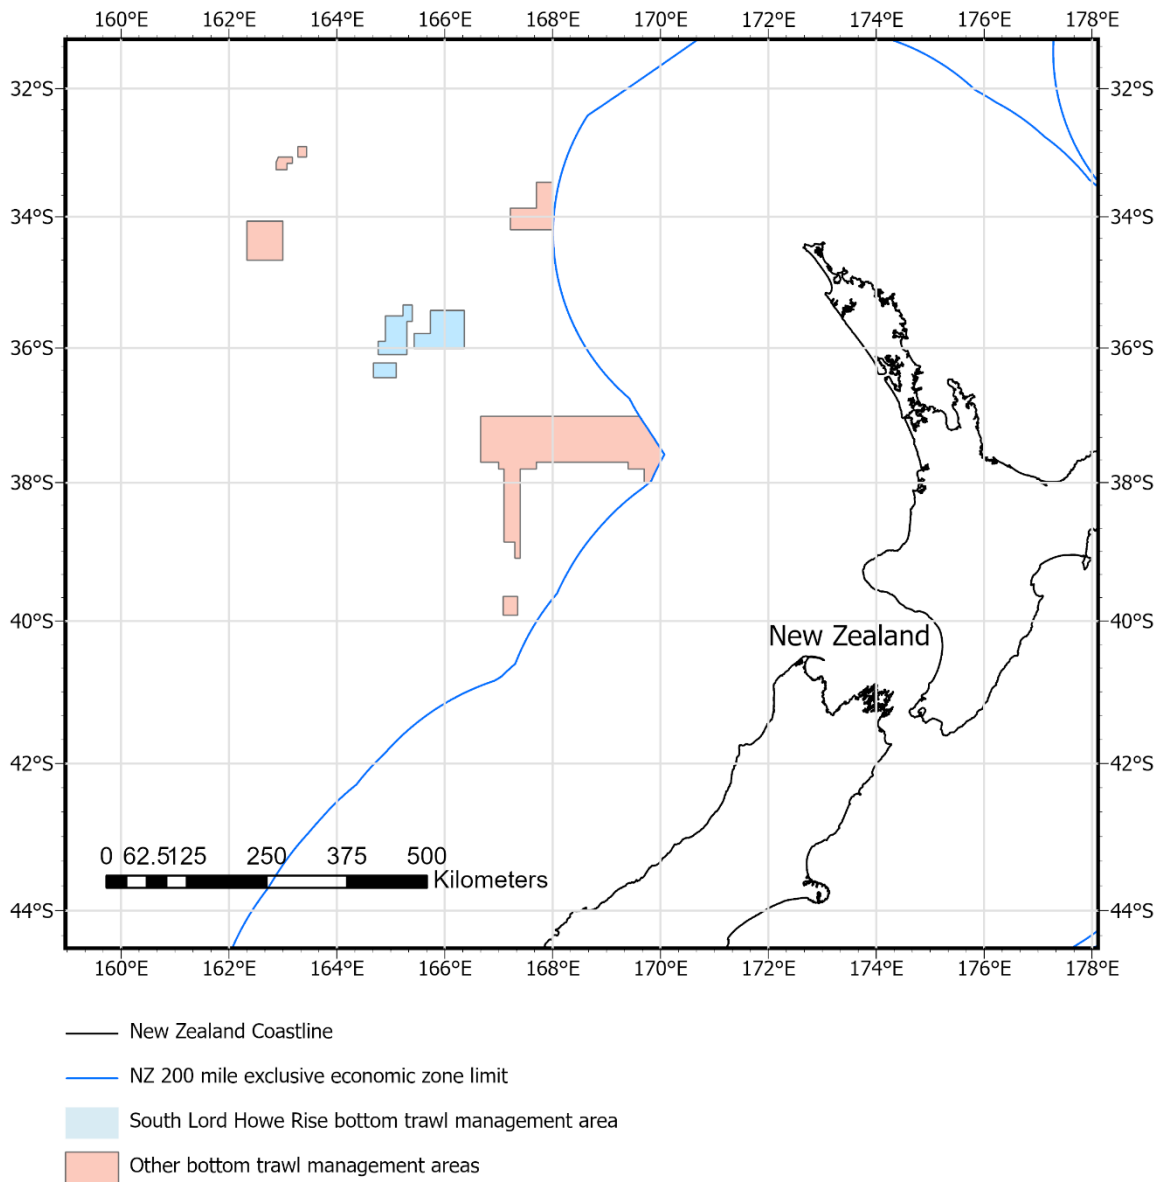 160°E 162°E 164°E 166°E 168°E 170°E 172°E 174°E 176°E 178°E
32°S 32°S
34°S 34°S
36°S 36°S
38°S 38°S
40°S 40°S
New Zealand
42°S 42°S
0 62.5 125 250 375 500
Kilometers
44°S 44°S
160°E 162°E 164°E 166°E 168°E 170°E 172°E 174°E 176°E 178°E
New Zealand Coastline
NZ 200 mile exclusive economic zone limit
South Lord Howe Rise bottom trawl management area
Other bottom trawl management areas